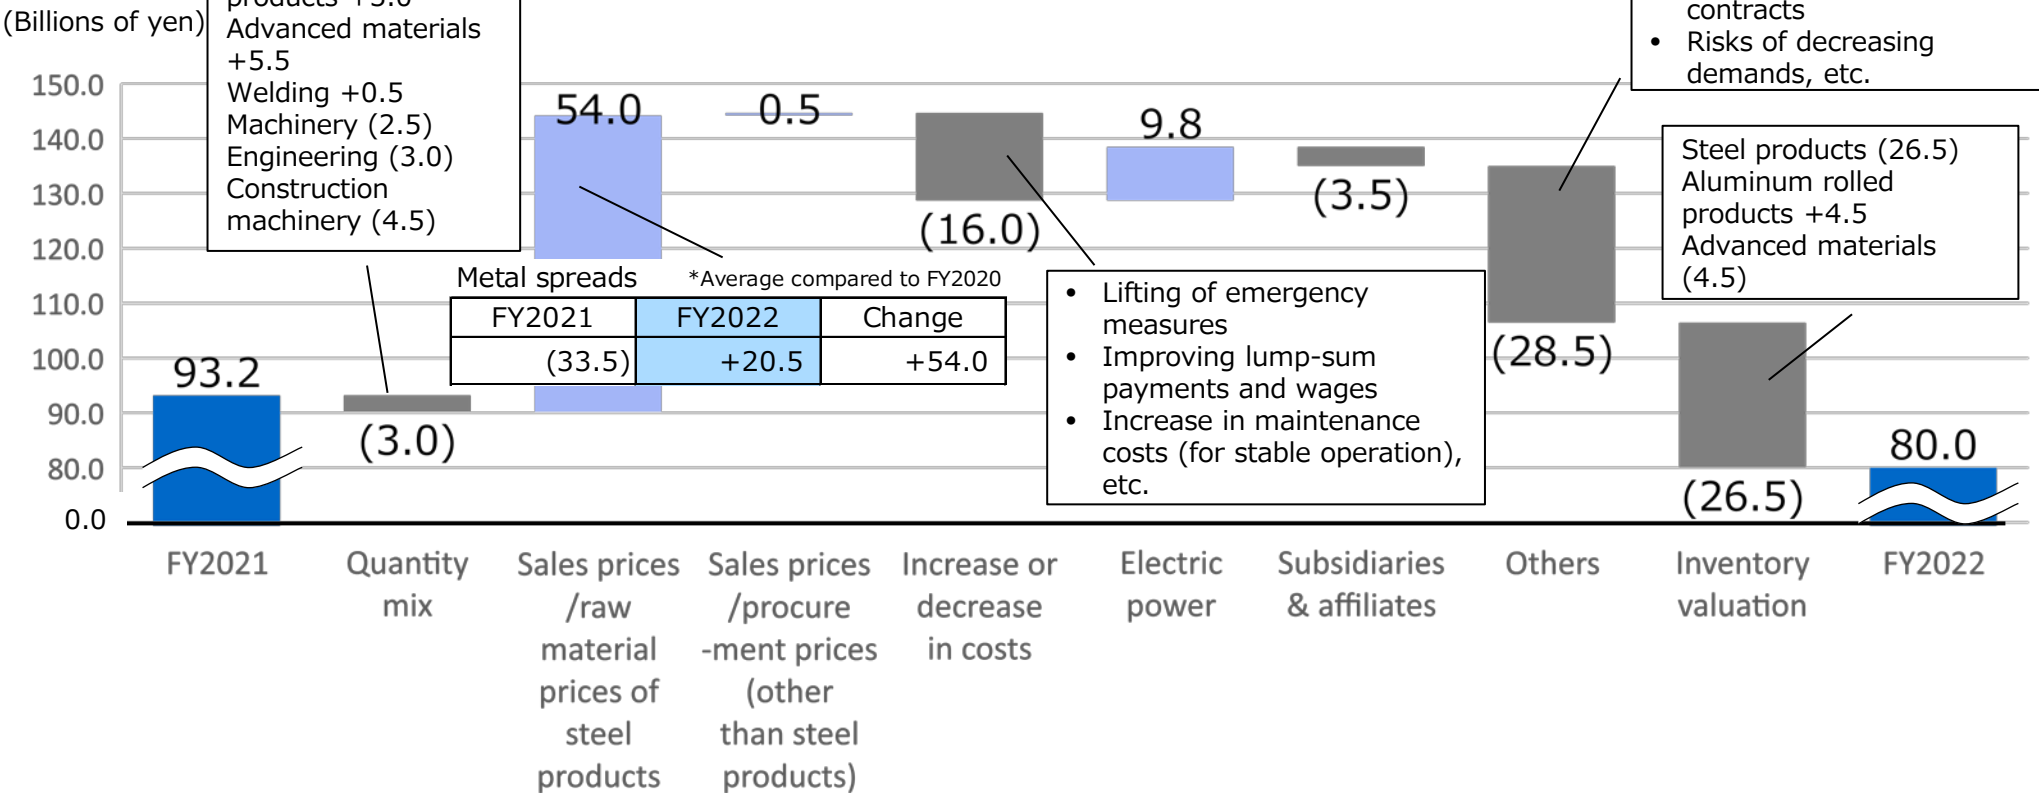 (Billions of yen)
products +3.0
Advanced materials
+5.5
Welding +0.5
Machinery (2.5)
Engineering (3.0)
Construction
machinery (4.5)
contracts
• Risks of decreasing
demands, etc.
Steel products (26.5)
Aluminum rolled
products +4.5
Advanced materials
(4.5)
150.0
140.0
130.0
120.0
110.0
100.0
90.0
80.0
0.0
93.2
(3.0)
54.0
0.5
(16.0)
9.8
(3.5)
(28.5)
(26.5)
80.0
Metal spreads
*Average compared to FY2020
FY2021 FY2022 Change
(33.5) +20.5 +54.0
• Lifting of emergency
measures
• Improving lump-sum
payments and wages
• Increase in maintenance
costs (for stable operation),
etc.
FY2021
Quantity
mix
Sales prices
/raw
material
prices of
steel
products
Sales prices
/procure
-ment prices
(other
than steel
products)
Increase or
decrease
in costs
Electric
power
Subsidiaries
& affiliates
Others
Inventory
valuation
FY2022